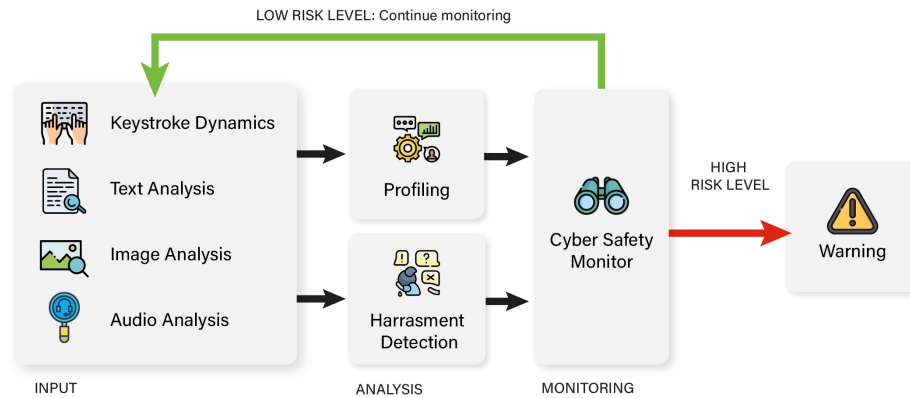 LOW RISK LEVEL: Continue monitoring
Keystroke Dynamics
Text Analysis
Image Analysis
Audio Analysis
Profiling
Harrasment
Detection
Cyber Safety
Monitor
HIGH
RISK LEVEL
Warning
INPUT
ANALYSIS
MONITORING